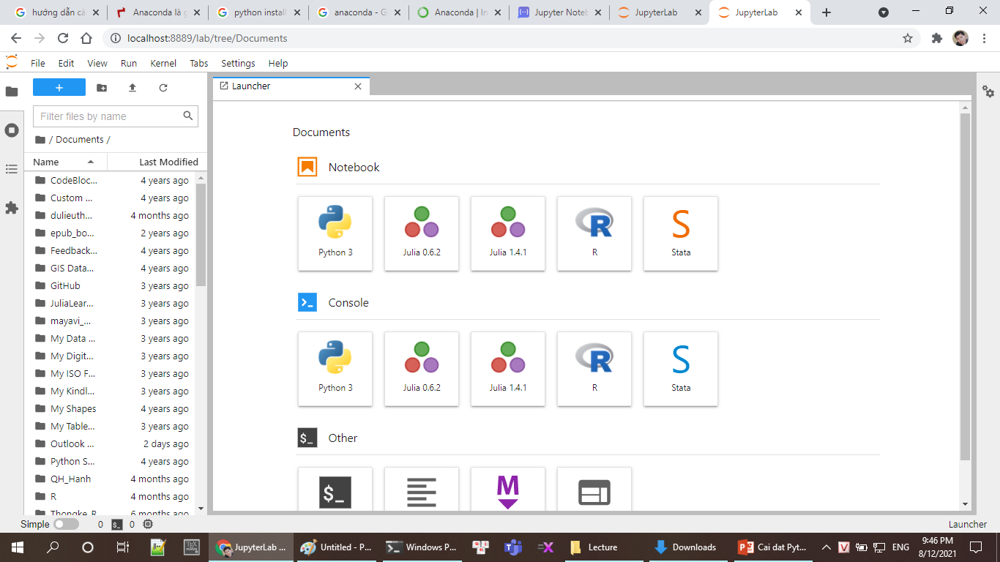 hướng dẫn cà
Anaconda là g
python install
anaconda - G
Anaconda | In
Jupyter Noteb
JupyterLab
JupyterLab
localhost:8889/lab/tree/Documents
File Edit View Run Kernel Tabs Settings Help
Launcher
Filter files by name
/ Documents /
Name Last Modified
CodeBloc... 4 years ago
Custom ... 4 years ago
dulieuth... 4 months ago
epub_bo... 2 years ago
Feedback... 4 years ago
GIS Data... 4 years ago
GitHub 3 years ago
JuliaLear... 3 years ago
mayavi_... 3 years ago
My Data ... 3 years ago
My Digit... 3 years ago
My ISO F... 3 years ago
My Kindl... 3 years ago
My Shapes 4 years ago
My Table... 3 years ago
Outlook ... 2 days ago
Python S... 4 years ago
QH_Hanh 4 months ago
R 4 months ago
Thongke_R 6 months ago
Documents
Notebook
Python 3 Julia 0.6.2 Julia 1.4.1 R Stata
Console
Python 3 Julia 0.6.2 Julia 1.4.1 R Stata
$_ Other
$_ M
Simple 0 $_ 0 Launcher
JupyterLab ... Untitled - P... Windows P... Lecture Downloads Cai dat Pyt... ENG 9:46 PM
8/12/2021